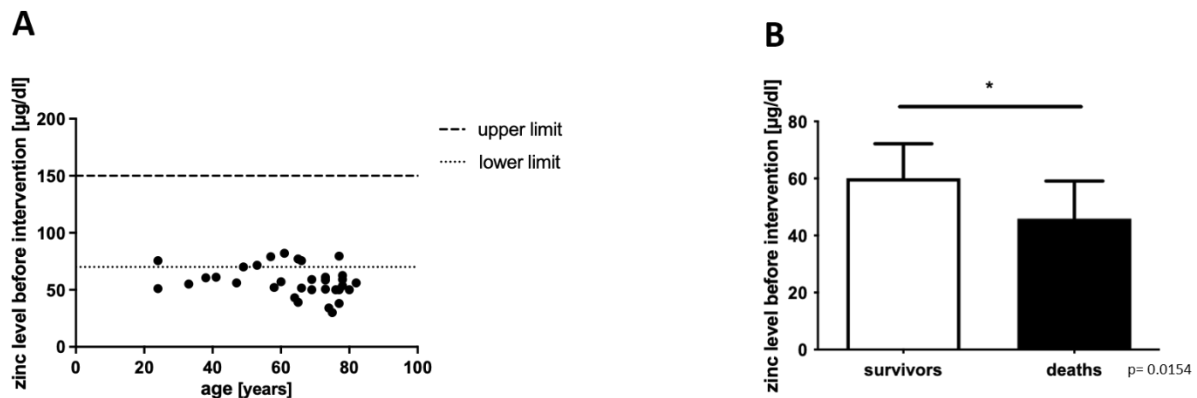 A
zinc level before intervention [µg/dl]
200
150
100
50
0
0 20 40 60 80 100
age [years]
upper limit
lower limit
B
zinc level before intervention [µg/dl]
*
80
60
40
20
0
survivors deaths
p= 0.0154